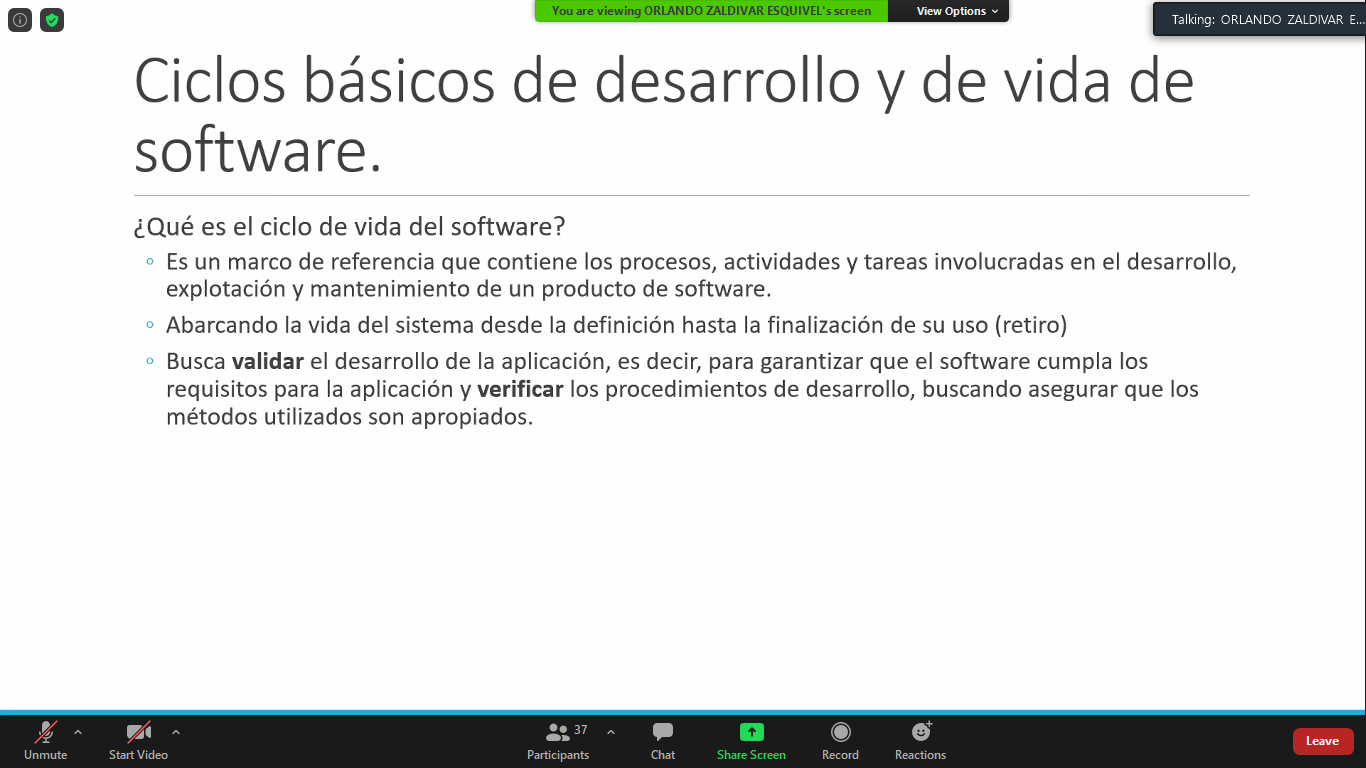 You are viewing ORLANDO ZALDIVAR ESQUIVEL's screen
View Options
Talking: ORLANDO ZALDIVAR E...
Ciclos básicos de desarrollo y de vida de
software.
¿Qué es el ciclo de vida del software?
Es un marco de referencia que contiene los procesos, actividades y tareas involucradas en el desarrollo,
explotación y mantenimiento de un producto de software.
Abarcando la vida del sistema desde la definición hasta la finalización de su uso (retiro)
Busca validar el desarrollo de la aplicación, es decir, para garantizar que el software cumpla los
requisitos para la aplicación y verificar los procedimientos de desarrollo, buscando asegurar que los
métodos utilizados son apropiados.
37
Unmute
Start Video
Participants
Chat
Share Screen
Record
Reactions
Leave